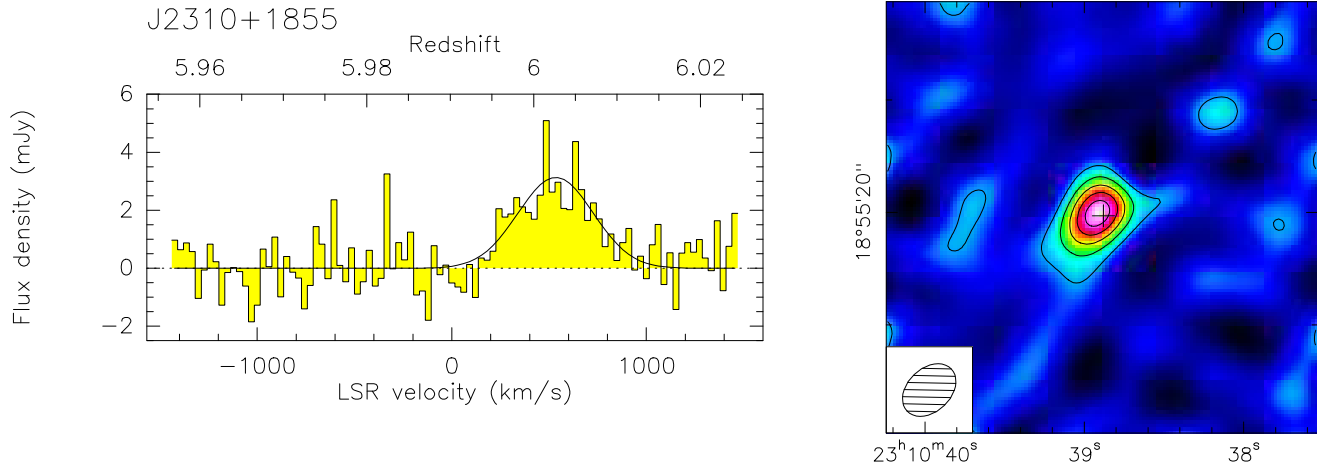 J2310+1855
Redshift
5.96 5.98 6 6.02
6
4
2
0
−2
Flux density (mJy)
−1000 0 1000
LSR velocity (km/s)
18°55'20"
23ʰ10ᵐ40ˢ 39ˢ 38ˢ